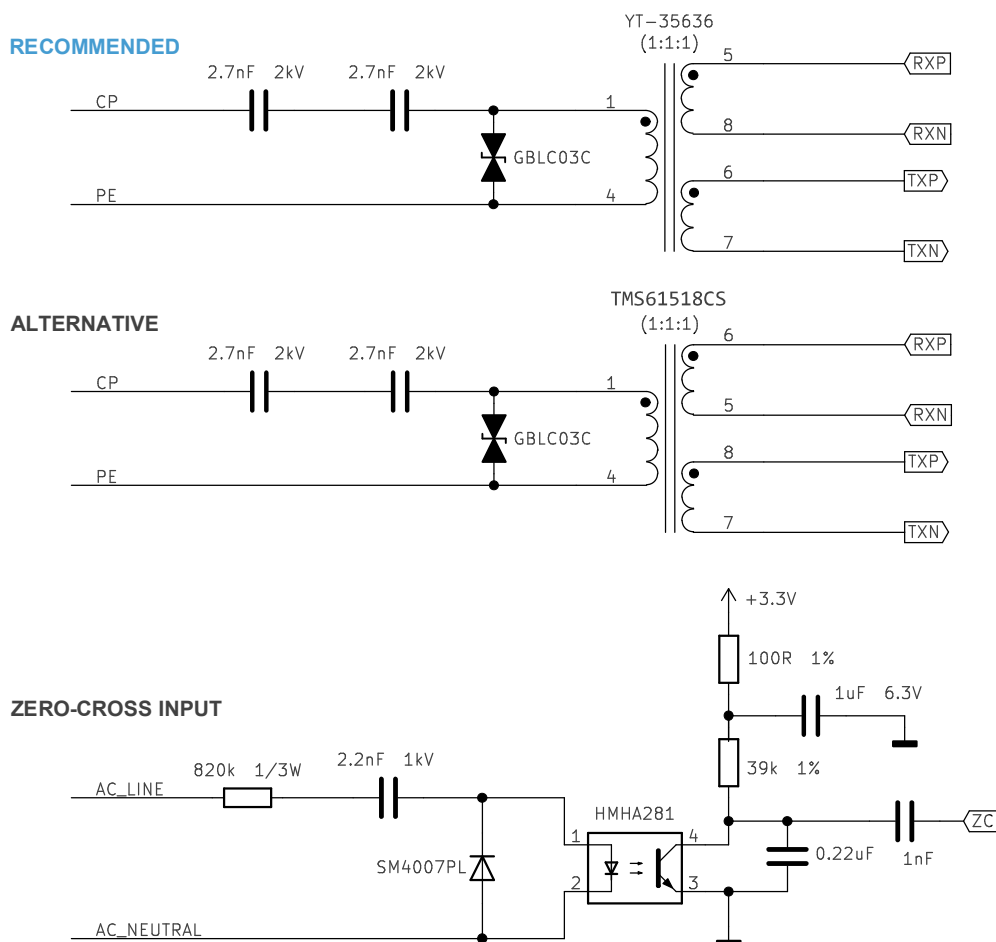 RECOMMENDED
YT-35636
(1:1:1)
2.7nF 2kV
2.7nF 2kV
CP
1
GBLC03C
PE
4
5
RXP
8
RXN
6
TXP
7
TXN
ALTERNATIVE
TMS61518CS
(1:1:1)
2.7nF 2kV
2.7nF 2kV
CP
1
GBLC03C
PE
4
6
RXP
5
RXN
8
TXP
7
TXN
ZERO-CROSS INPUT
+3.3V
100R 1%
1uF 6.3V
39k 1%
820k 1/3W
2.2nF 1kV
AC_LINE
HMHA281
1
4
SM4007PL
2
3
0.22uF
1nF
ZC
AC_NEUTRAL